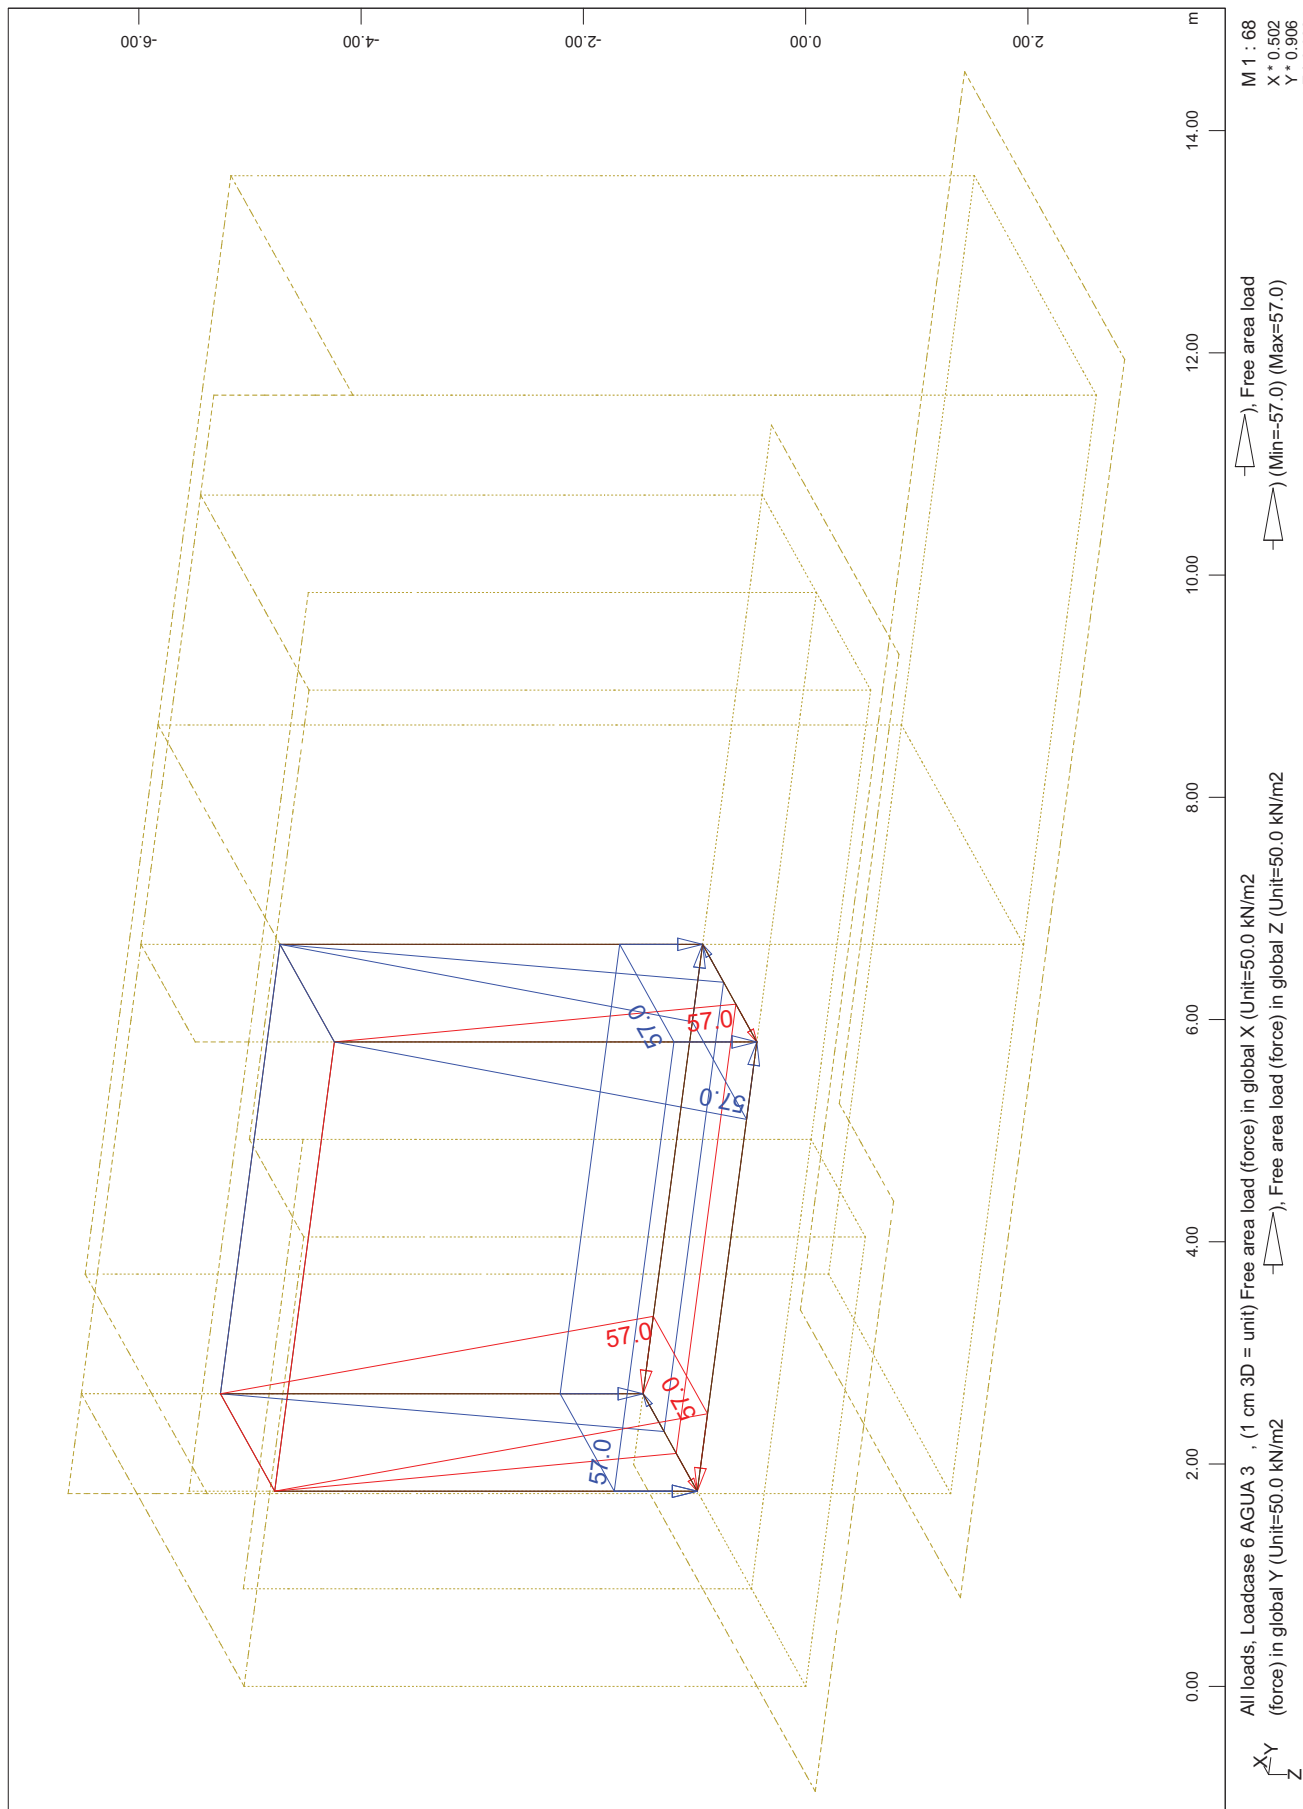 -6.00
-4.00
-2.00
0.00
2.00
m
14.00
12.00
10.00
8.00
6.00
4.00
2.00
0.00
57.0
57.0
57.0
57.0
57.0
57.0
M 1 : 68
X * 0.502
Y * 0.906
X
Y
Z
All loads, Loadcase 6 AGUA 3 , (1 cm 3D = unit) Free area load (force) in global X (Unit=50.0 kN/m2 ), Free area load
(force) in global Y (Unit=50.0 kN/m2 ), Free area load (force) in global Z (Unit=50.0 kN/m2 ) (Min=-57.0) (Max=57.0)